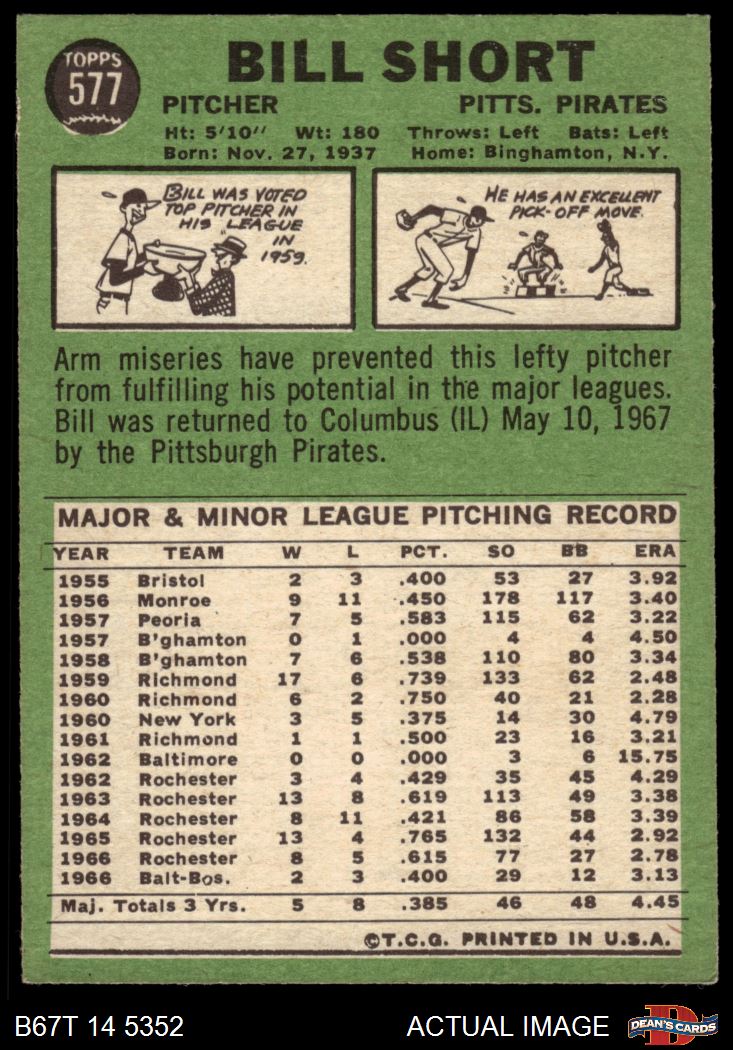 TOPPS
577
BILL SHORT
PITCHER PITTS. PIRATES
Ht: 5'10" Wt: 180 Throws: Left Bats: Left
Born: Nov. 27, 1937 Home: Binghamton, N.Y.
BILL WAS VOTED
TOP PITCHER IN
HIS LEAGUE
IN
1959.
HE HAS AN EXCELLENT
PICK-OFF MOVE.
Arm miseries have prevented this lefty pitcher
from fulfilling his potential in the major leagues.
Bill was returned to Columbus (IL) May 10, 1967
by the Pittsburgh Pirates.
MAJOR & MINOR LEAGUE PITCHING RECORD
YEAR TEAM W L PCT. SO BB ERA
1955 Bristol 2 3 .400 53 27 3.92
1956 Monroe 9 11 .450 178 117 3.40
1957 Peoria 7 5 .583 115 62 3.22
1957 B'ghamton 0 1 .000 4 4 4.50
1958 B'ghamton 7 6 .538 110 80 3.34
1959 Richmond 17 6 .739 133 62 2.48
1960 Richmond 6 2 .750 40 21 2.28
1960 New York 3 5 .375 14 30 4.79
1961 Richmond 1 1 .500 23 16 3.21
1962 Baltimore 0 0 .000 3 6 15.75
1962 Rochester 3 4 .429 35 45 4.29
1963 Rochester 13 8 .619 113 49 3.38
1964 Rochester 8 11 .421 86 58 3.39
1965 Rochester 13 4 .765 132 44 2.92
1966 Rochester 8 5 .615 77 27 2.78
1966 Balt-Bos. 2 3 .400 29 12 3.13
Maj. Totals 3 Yrs. 5 8 .385 46 48 4.45
©T.C.G. PRINTED IN U.S.A.
B67T 14 5352 ACTUAL IMAGE
D
DEAN'S CARDS